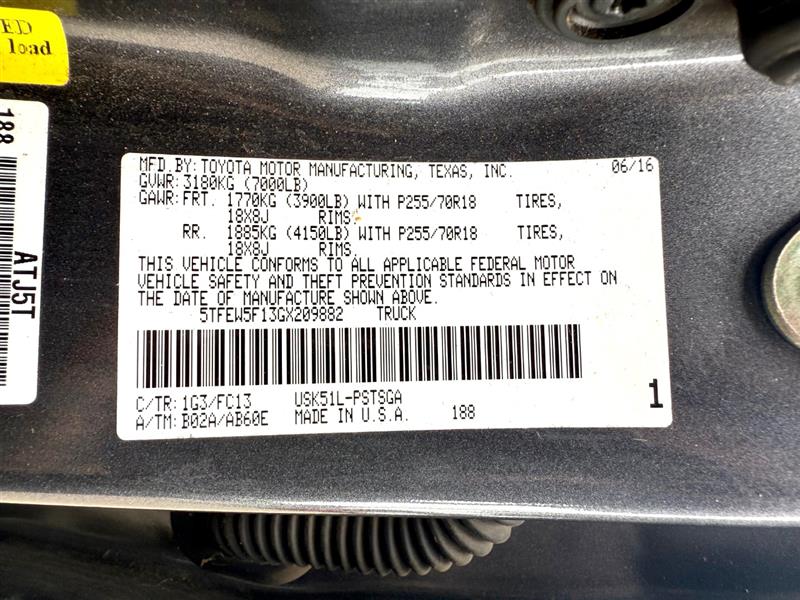 ED
load
188
ATJ5T
MFD.BY:TOYOTA MOTOR MANUFACTURING, TEXAS, INC. 06/16
GVWR:3180KG (7000LB)
GAWR:FRT. 1770KG (3900LB) WITH P255/70R18 TIRES,
18X8J RIMS.
RR. 1885KG (4150LB) WITH P255/70R18 TIRES,
18X8J RIMS.
THIS VEHICLE CONFORMS TO ALL APPLICABLE FEDERAL MOTOR
VEHICLE SAFETY AND THEFT PREVENTION STANDARDS IN EFFECT ON
THE DATE OF MANUFACTURE SHOWN ABOVE.
5TFEW5F13GX209882 TRUCK
C/TR:1G3/FC13 USK51L-PSTSGA
A/TM:B02A/AB60E MADE IN U.S.A. 188
1